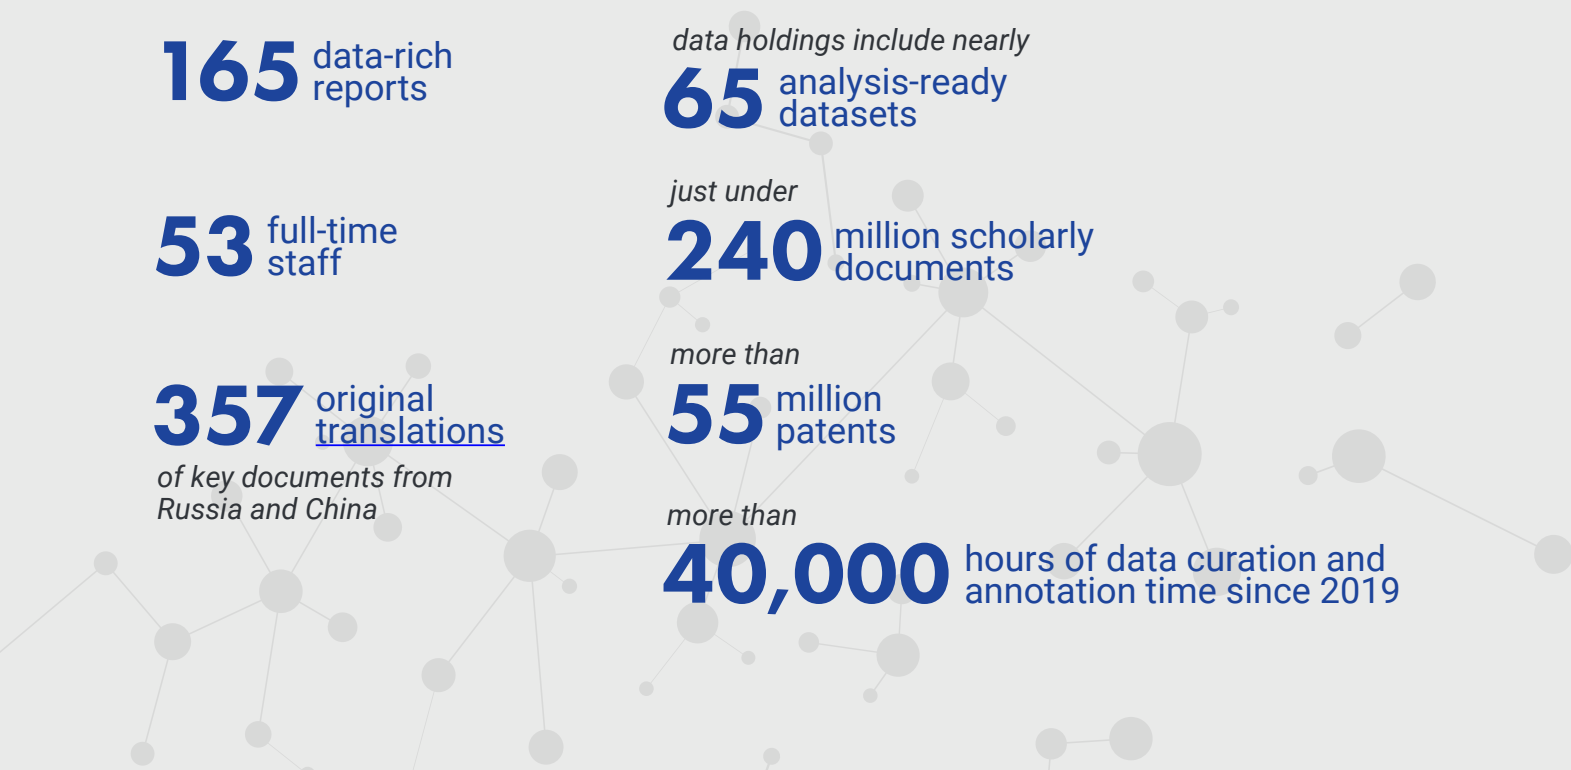 165 data-rich
reports
53 full-time
staff
357 original
translations
of key documents from
Russia and China
data holdings include nearly
65 analysis-ready
datasets
just under
240 million scholarly
documents
more than
55 million
patents
more than
40,000 hours of data curation and
annotation time since 2019